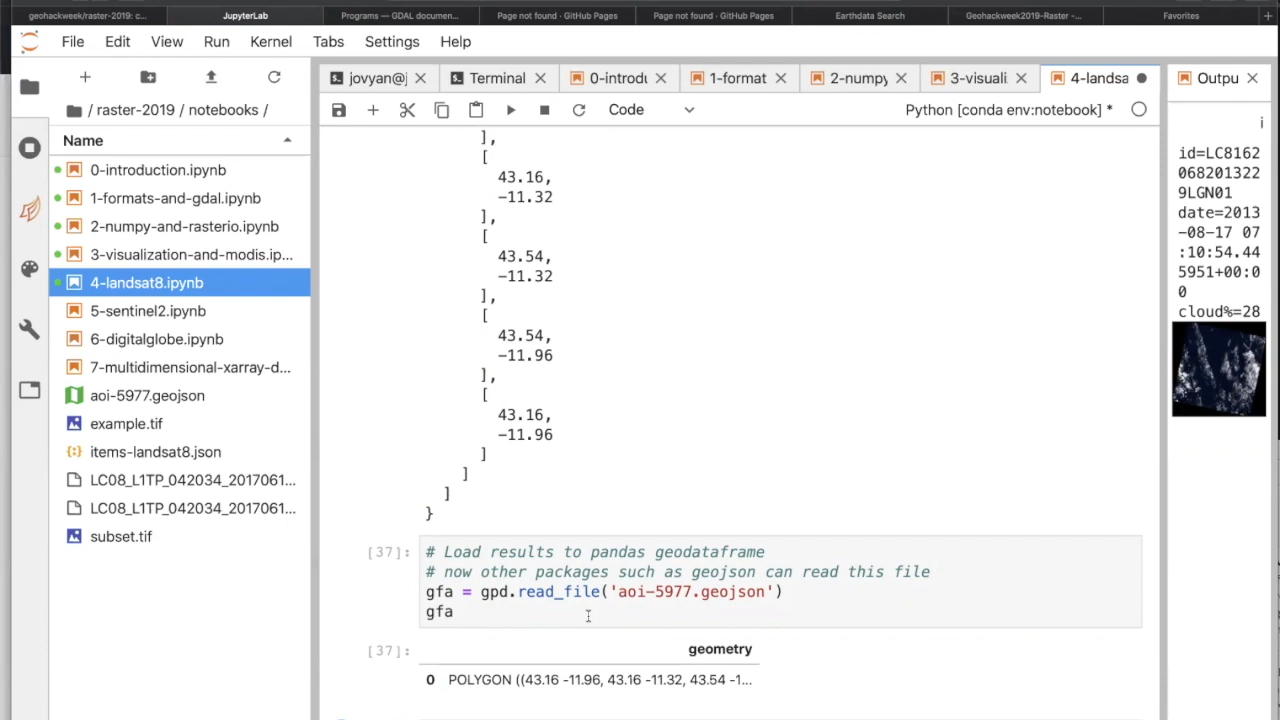 geohackweek/raster-2019: c...
JupyterLab
Programs — GDAL documen...
Page not found · GitHub Pages
Page not found · GitHub Pages
Earthdata Search
Geohackweek2019-Raster -...
Favorites
File Edit View Run Kernel Tabs Settings Help
jovyan@j
Terminal
0-introdu
1-format
2-numpy
3-visuali
4-landsa
Outpu
/ raster-2019 / notebooks /
Code
Python [conda env:notebook] *
Name
0-introduction.ipynb
1-formats-and-gdal.ipynb
2-numpy-and-rasterio.ipynb
3-visualization-and-modis.ip...
4-landsat8.ipynb
5-sentinel2.ipynb
6-digitalglobe.ipynb
7-multidimensional-xarray-d...
aoi-5977.geojson
example.tif
items-landsat8.json
LC08_L1TP_042034_2017061...
LC08_L1TP_042034_2017061...
subset.tif
],
[
43.16,
-11.32
],
[
43.54,
-11.32
],
[
43.54,
-11.96
],
[
43.16,
-11.96
]
]
]
}
[37]:
# Load results to pandas geodataframe
# now other packages such as geojson can read this file
gfa = gpd.read_file('aoi-5977.geojson')
gfa
[37]:
geometry
0 POLYGON ((43.16 -11.96, 43.16 -11.32, 43.54 -1...
i
id=LC8162
068201322
9LGN01
date=2013
-08-17 07
:10:54.44
5951+00:0
0
cloud%=28